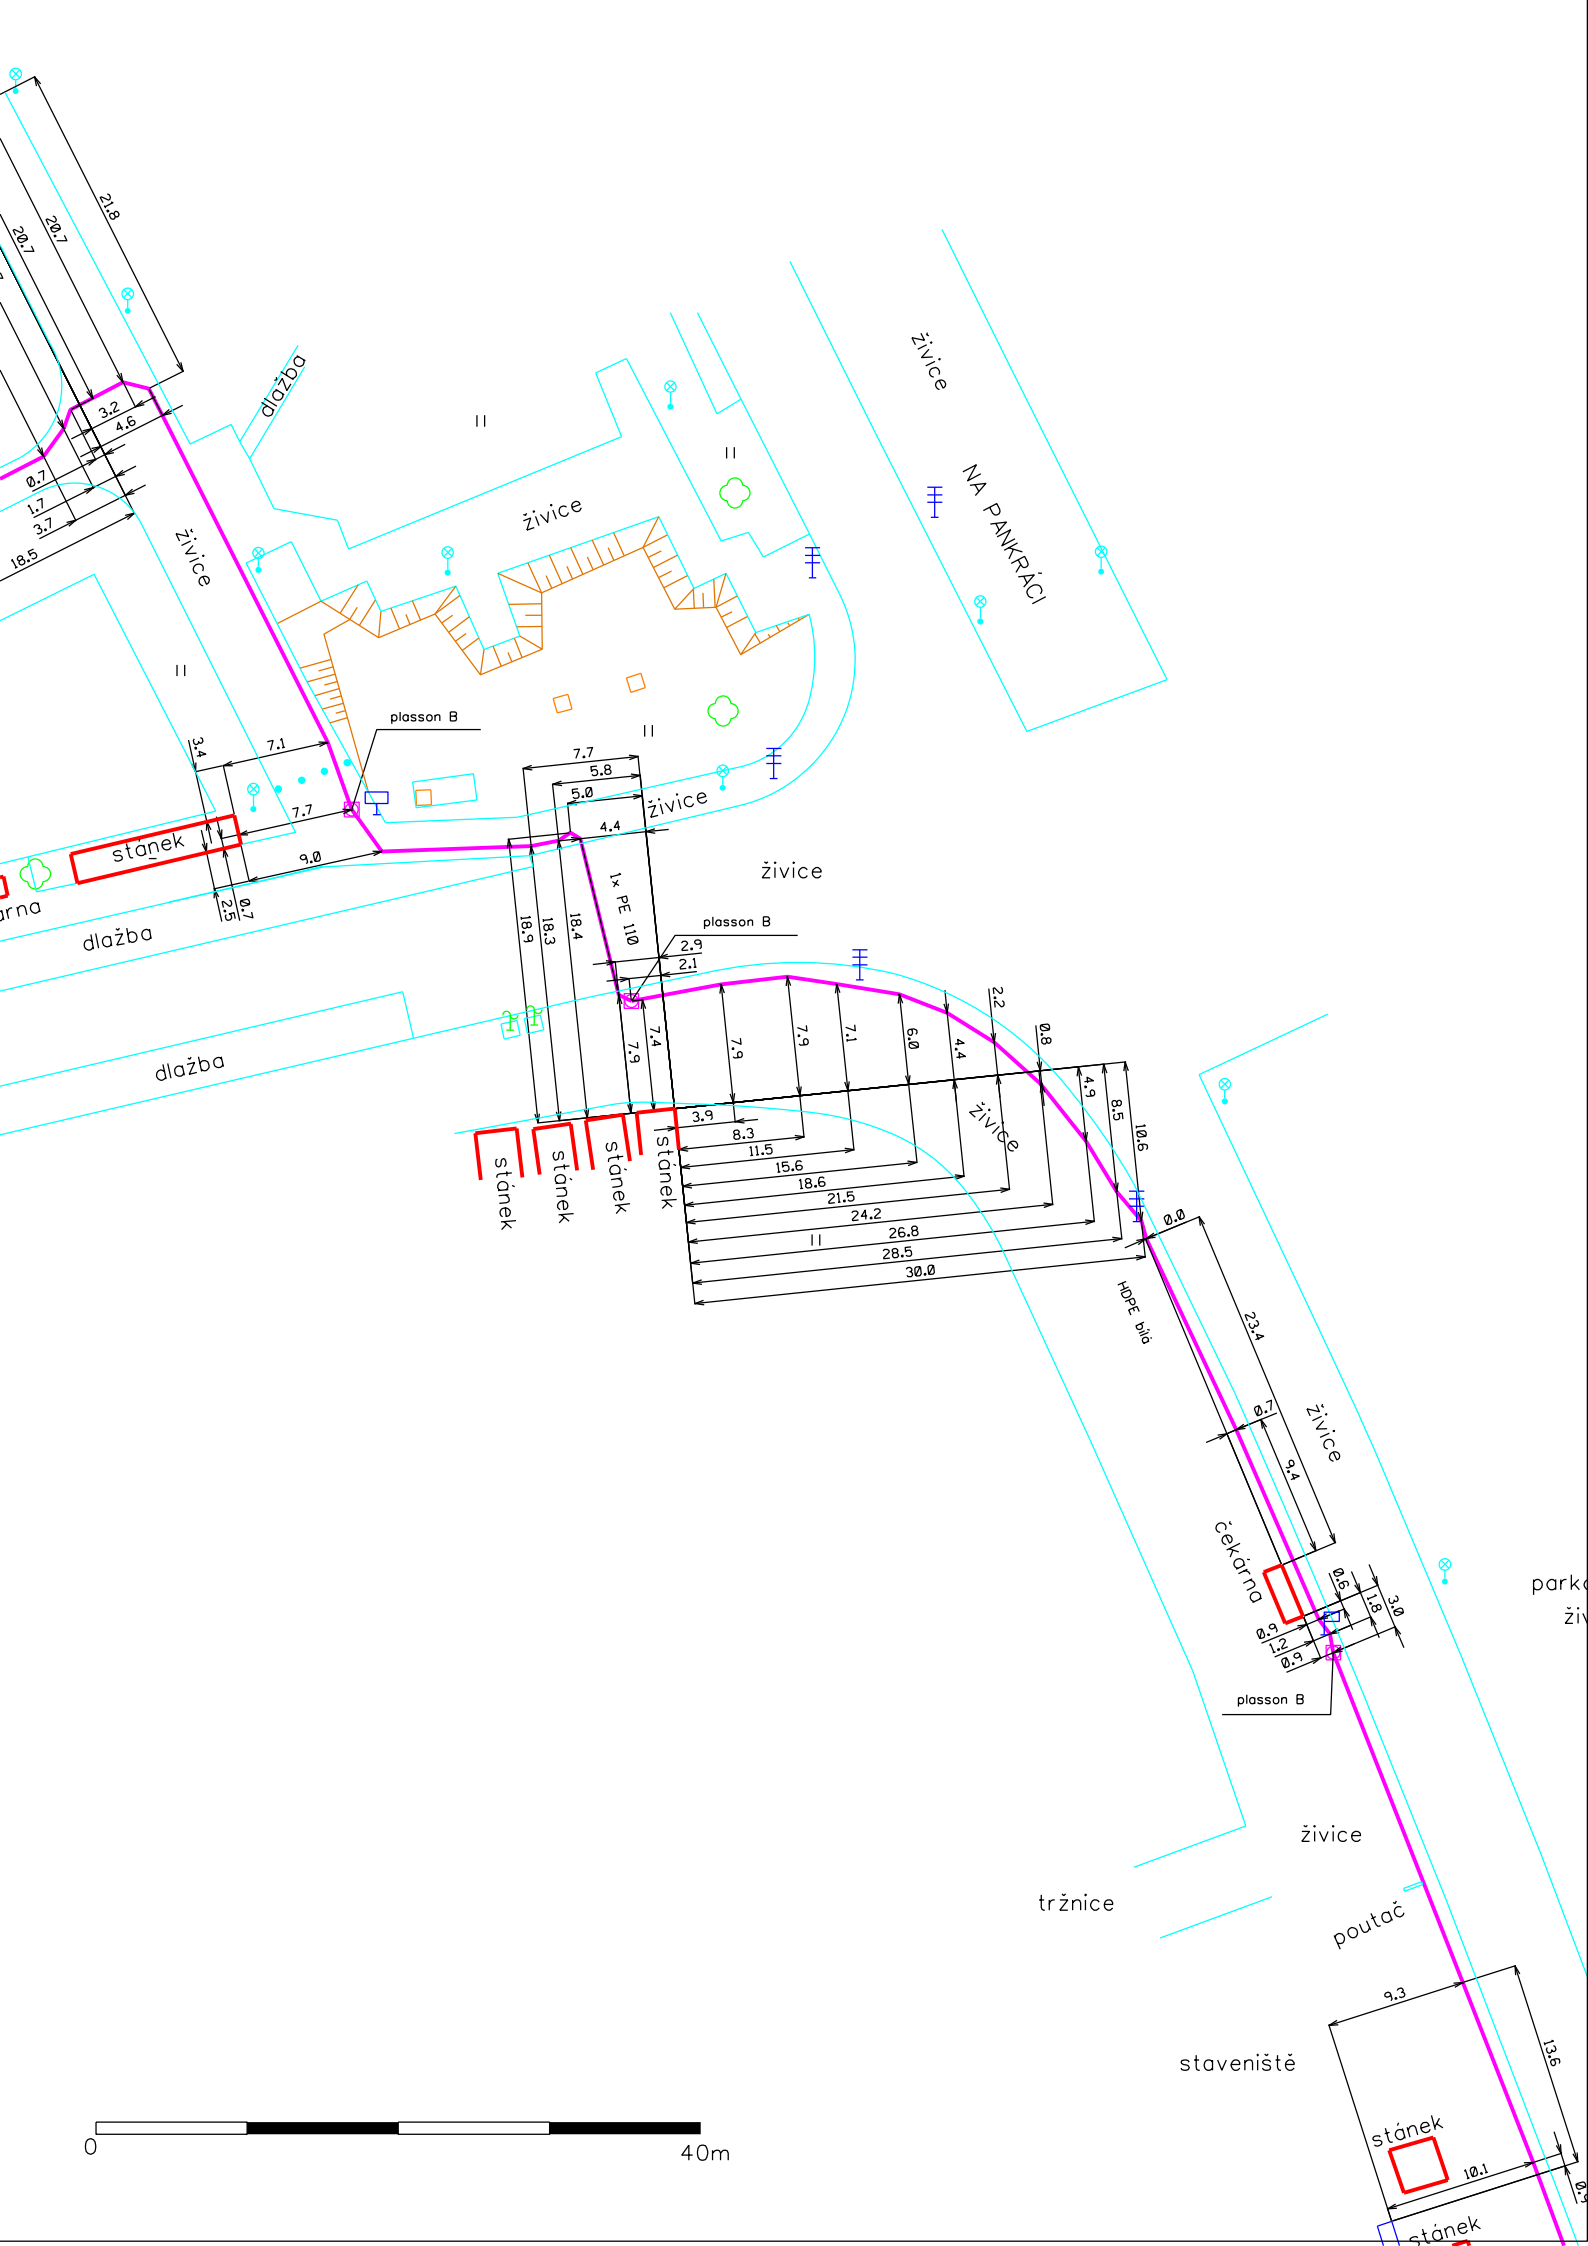 21.8
20.7
20.7
dlažba
3.2
4.6
0.7
1.7
3.7
18.5
živice
živice
živice
NA PANKRÁCI
plasson B
3.4
7.1
7.7
9.0
stánek
2.5
0.7
árna
dlažba
dlažba
7.7
5.8
5.0
4.4
živice
živice
1x PE 110
plasson B
2.9
2.1
18.9
18.3
18.4
7.9
7.4
7.9
7.9
7.1
6.0
4.4
2.2
0.8
4.9
8.5
10.6
živice
3.9
8.3
11.5
15.6
18.6
21.5
24.2
26.8
28.5
30.0
stánek
stánek
stánek
stánek
0.0
HDPE bílá
23.4
0.7
9.4
živice
čekárna
0.6
1.8
3.0
0.9
1.2
0.9
plasson B
živice
tržnice
poutač
9.3
13.6
staveniště
stánek
10.1
stánek
0
40m